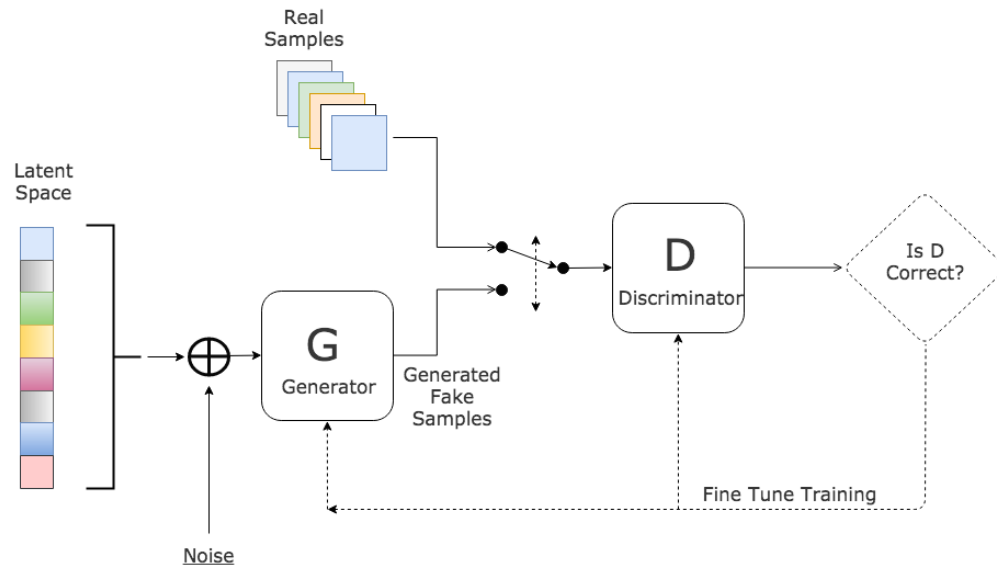 Real
Samples
Latent
Space
G
Generator
Generated
Fake
Samples
D
Discriminator
Is D
Correct?
Fine Tune Training
Noise